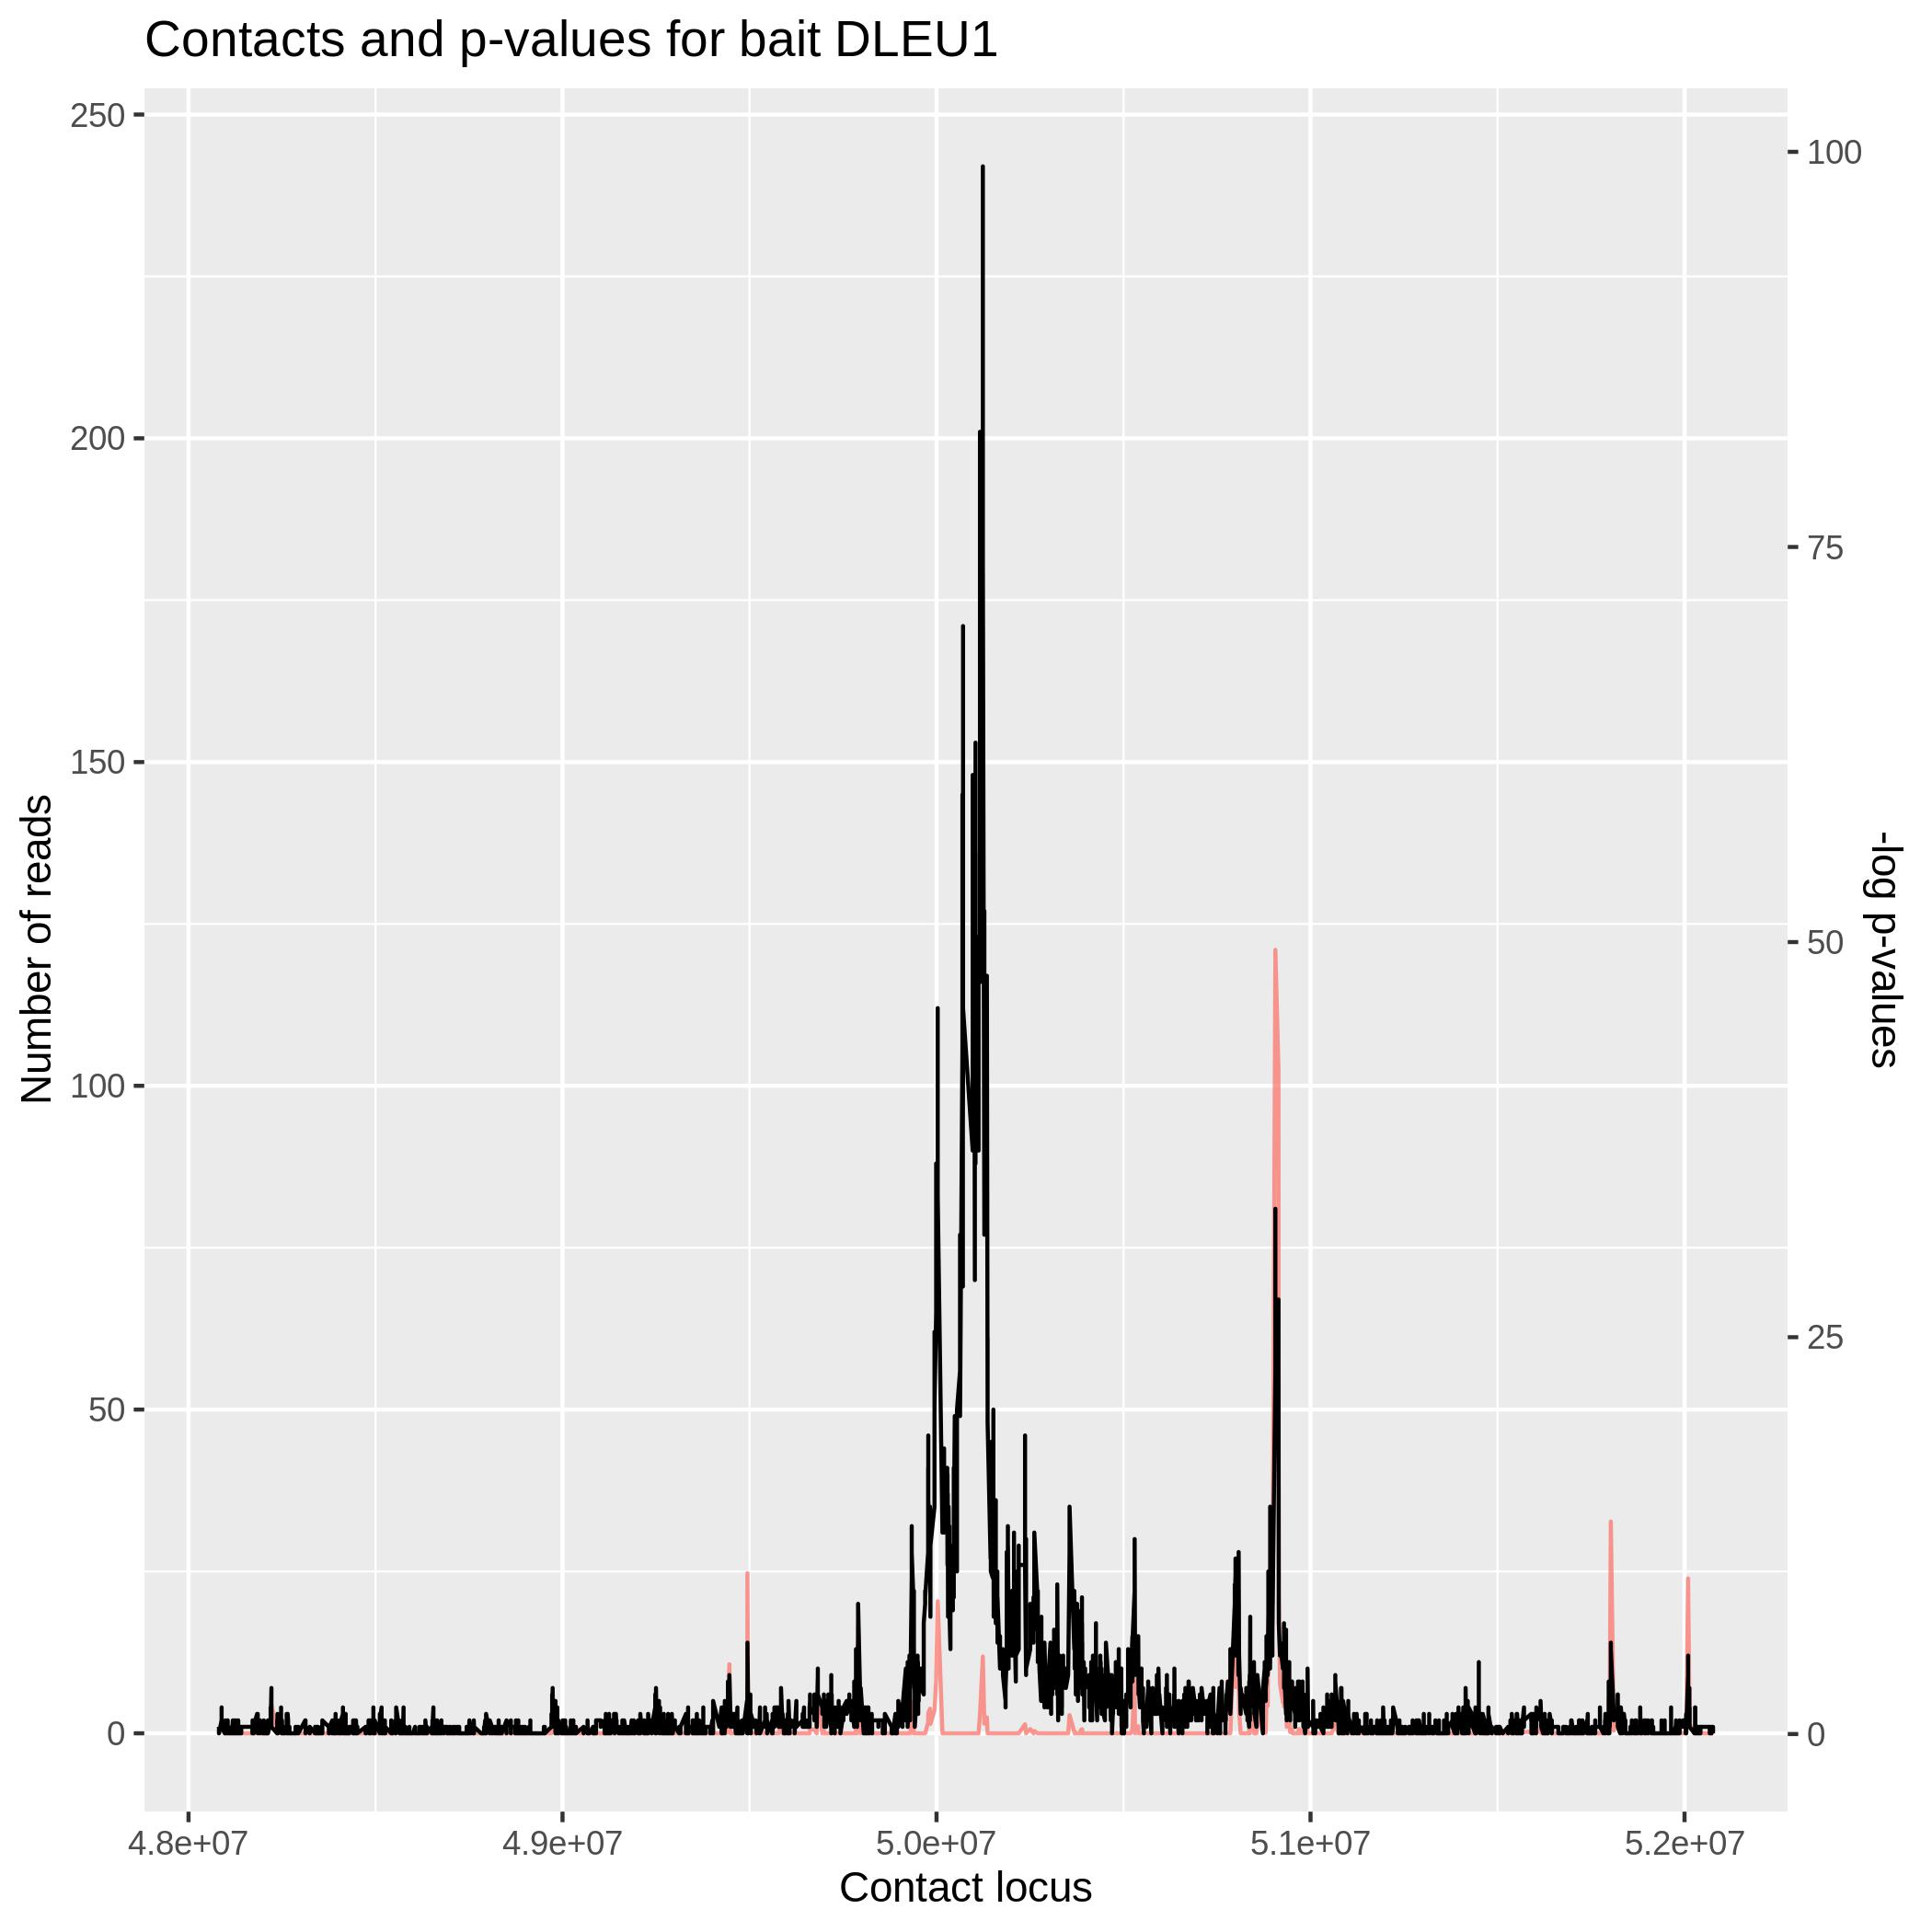 Contacts and p-values for bait DLEU1
250
200
150
100
50
0
Number of reads
100
75
50
25
0
-log p-values
4.8e+07 4.9e+07 5.0e+07 5.1e+07 5.2e+07
Contact locus